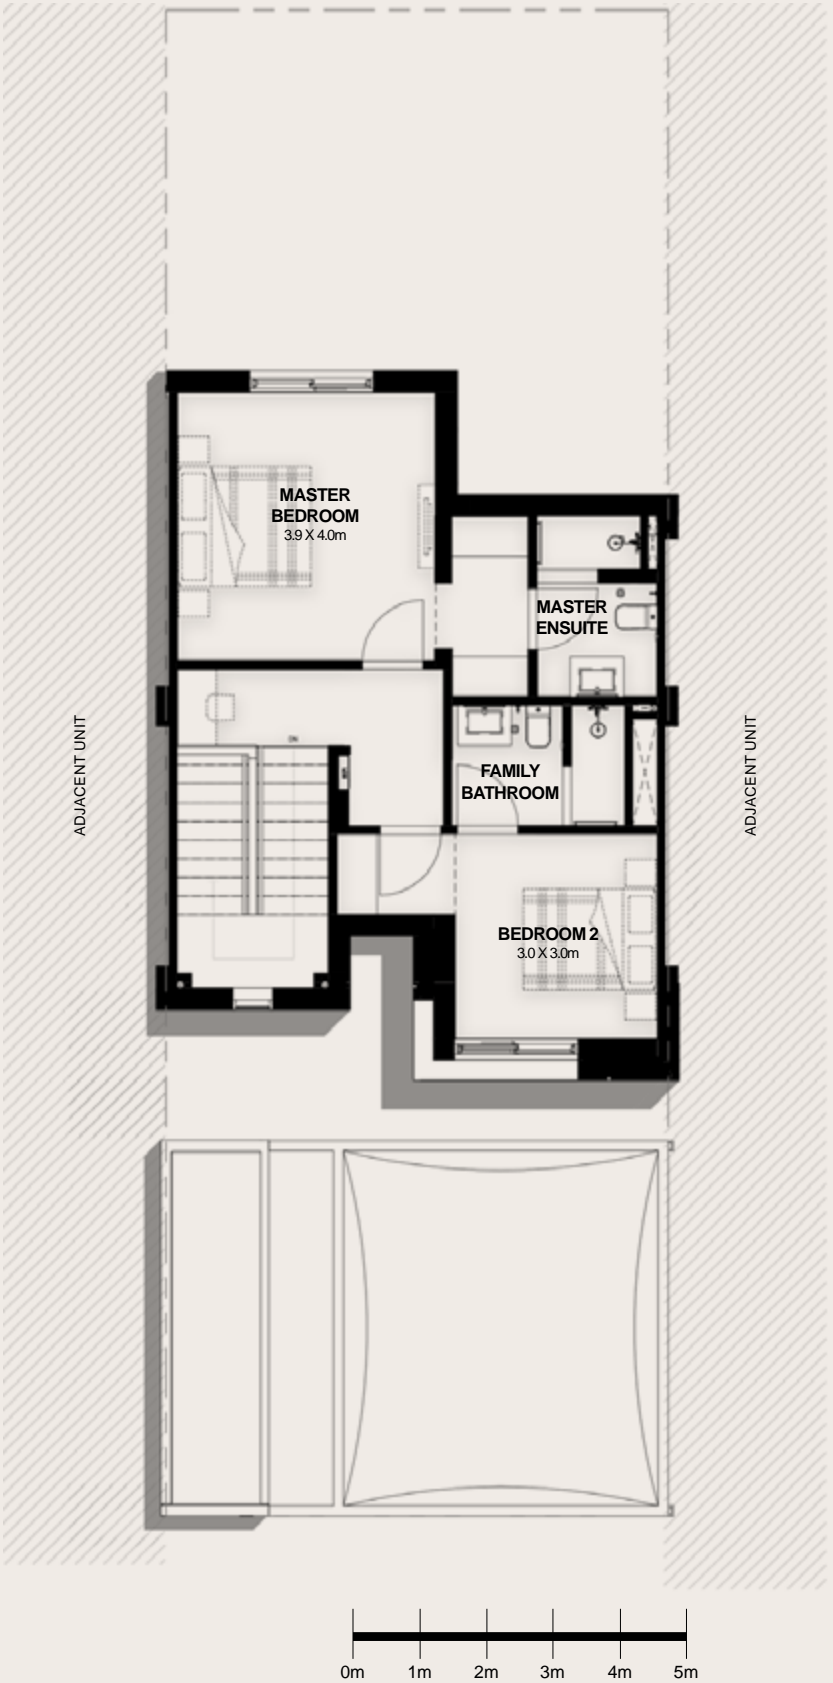 MASTER
BEDROOM
3.9 X 4.0m
MASTER
ENSUITE
DN
FAMILY
BATHROOM
ADJACENT UNIT
ADJACENT UNIT
BEDROOM 2
3.0 X 3.0m
0m 1m 2m 3m 4m 5m